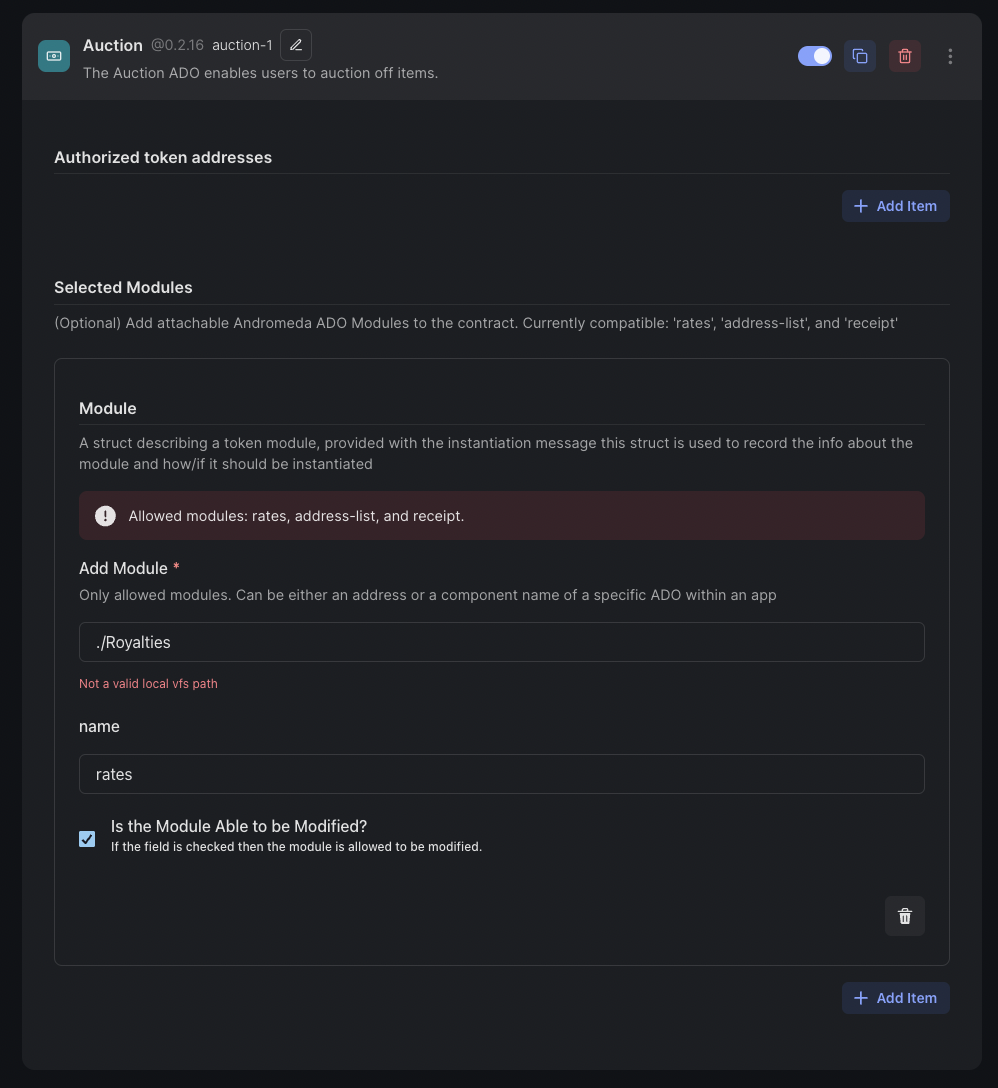 Auction @0.2.16 auction-1
The Auction ADO enables users to auction off items.
Authorized token addresses
Add Item
Selected Modules
(Optional) Add attachable Andromeda ADO Modules to the contract. Currently compatible: 'rates', 'address-list', and 'receipt'
Module
A struct describing a token module, provided with the instantiation message this struct is used to record the info about the
module and how/if it should be instantiated
Allowed modules: rates, address-list, and receipt.
Add Module *
Only allowed modules. Can be either an address or a component name of a specific ADO within an app
./Royalties
Not a valid local vfs path
name
rates
Is the Module Able to be Modified?
If the field is checked then the module is allowed to be modified.
Add Item